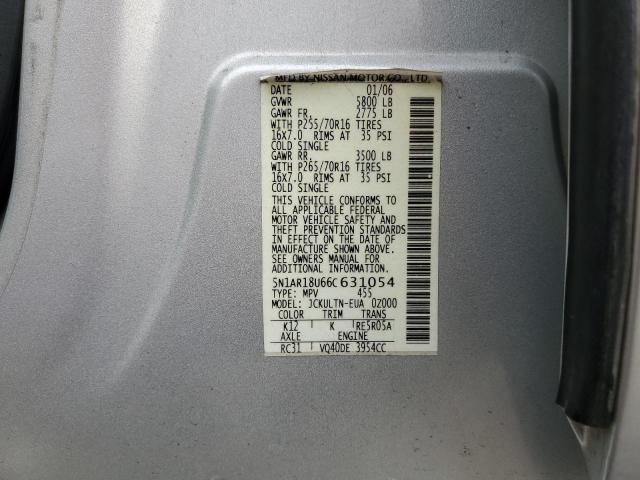 MFD BY NISSAN MOTOR CO., LTD.
DATE 01/06
GVWR 5800 LB
GAWR FR. 2775 LB
WITH P255/70R16 TIRES
16X7.0 RIMS AT 35 PSI
COLD SINGLE
GAWR RR. 3500 LB
WITH P265/70R16 TIRES
16X7.0 RIMS AT 35 PSI
COLD SINGLE
THIS VEHICLE CONFORMS TO
ALL APPLICABLE FEDERAL
MOTOR VEHICLE SAFETY AND
THEFT PREVENTION STANDARDS
IN EFFECT ON THE DATE OF
MANUFACTURE SHOWN ABOVE.
SEE OWNERS MANUAL FOR
ADDITIONAL INFORMATION
5N1AR18U66C631054
TYPE: MPV 455
MODEL: JCKULTN-EUA 0Z000
COLOR TRIM TRANS
K12 K RE5R05A
AXLE ENGINE
RC31 VQ40DE 3954CC